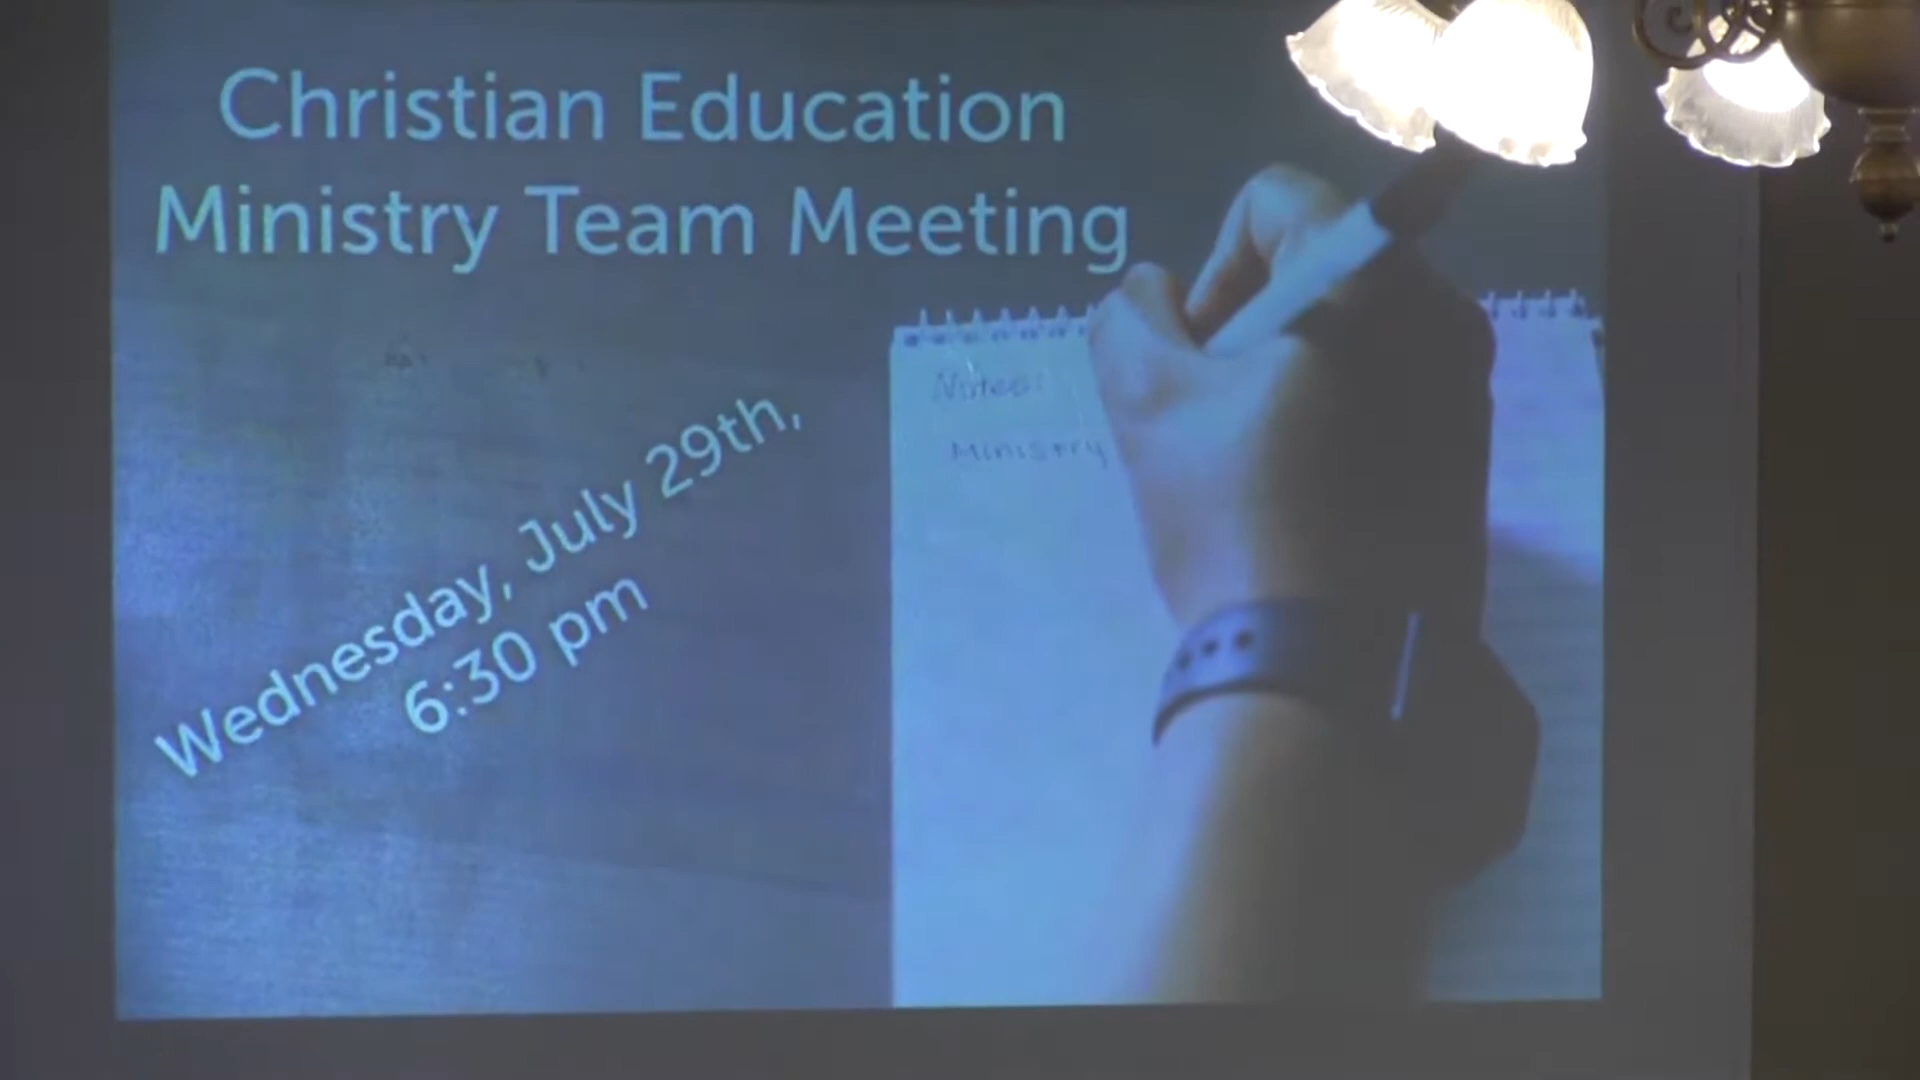 Christian Education
Ministry Team Meeting
Wednesday, July 29th,
6:30 pm
Notes:
Ministry